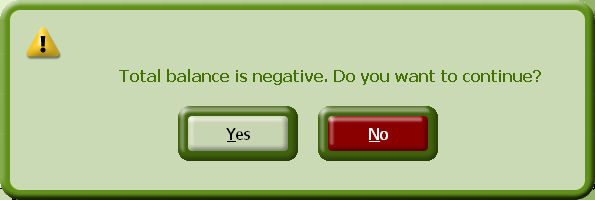 Total balance is negative. Do you want to continue?
Yes
No